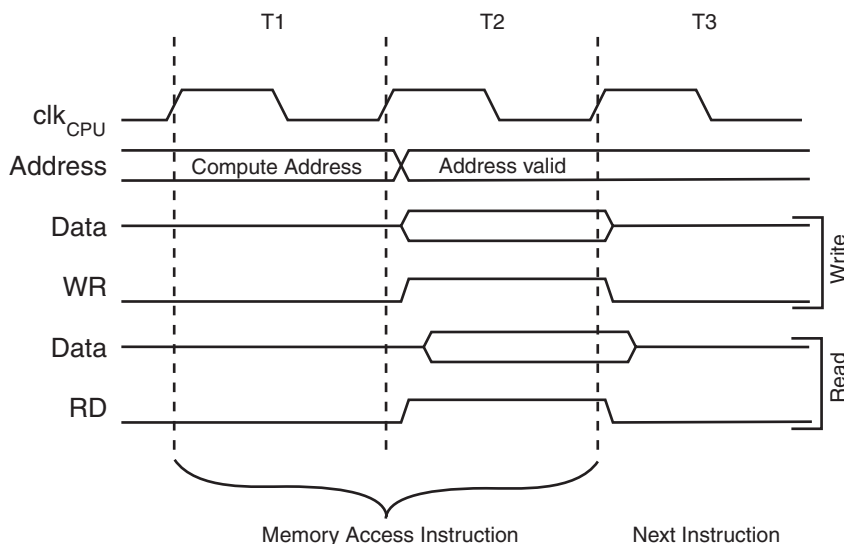 T1 T2 T3
clkCPU
Address Compute Address Address valid
Data
WR
Write
Data
RD
Read
Memory Access Instruction Next Instruction